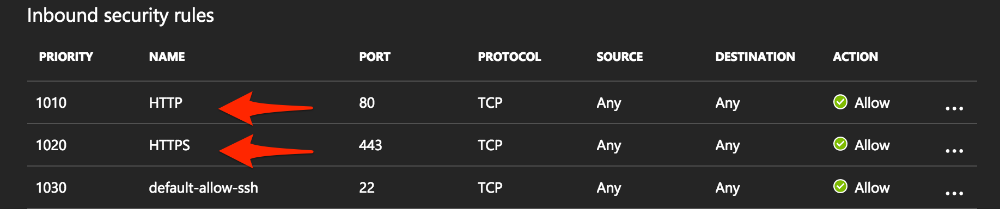 Inbound security rules
PRIORITY NAME PORT PROTOCOL SOURCE DESTINATION ACTION
1010 HTTP 80 TCP Any Any Allow ...
1020 HTTPS 443 TCP Any Any Allow ...
1030 default-allow-ssh 22 TCP Any Any Allow ...